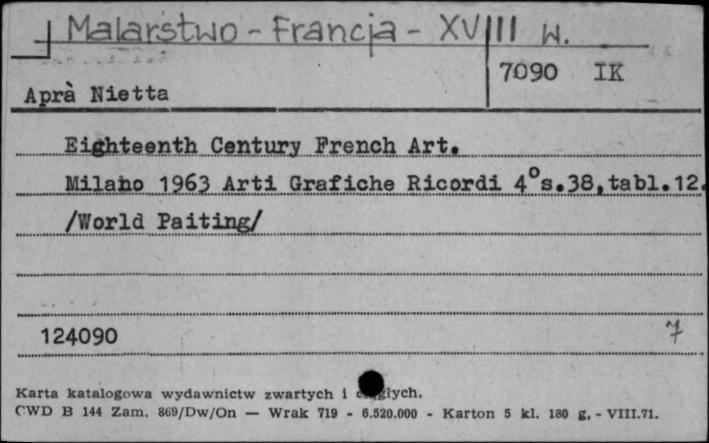 Malarstwo - Francja - XVIII w.
7090 IK
Aprà Nietta
Eighteenth Century French Art.
Milano 1963 Arti Grafiche Ricordi 4° s.38,tabl.12.
/World Paiting/
124090
7
Karta katalogowa wydawnictw zwartych i
CWD B 144 Zam. 869/Dw/On — Wrak 719 - 6.520.000 - Karton 5 kl. 180 g. - VIII.71.